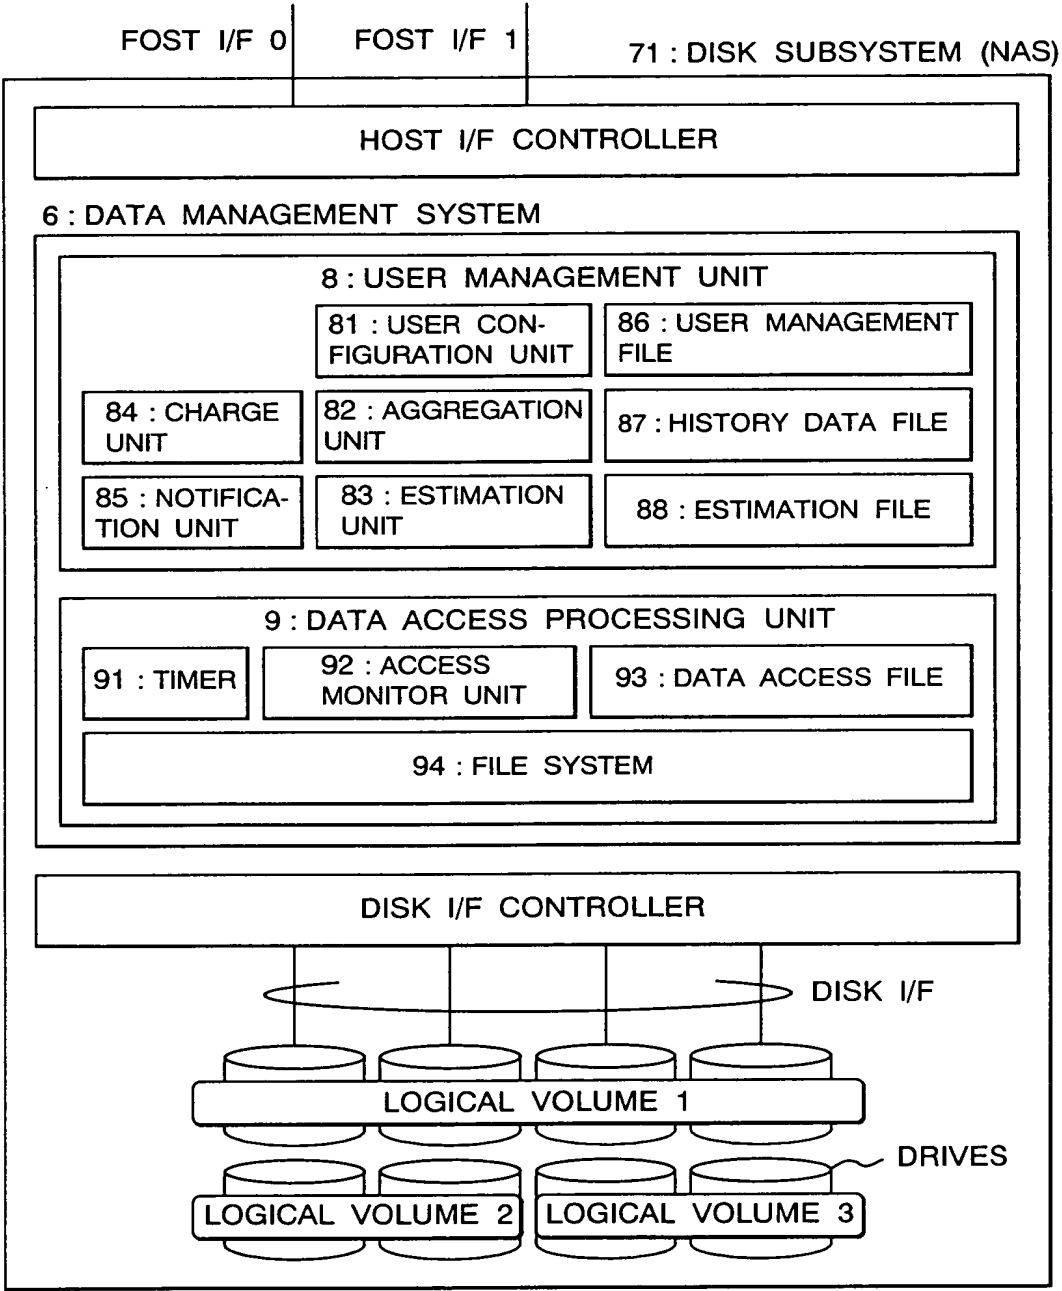 FOST I/F 0
FOST I/F 1
71 : DISK SUBSYSTEM (NAS)
HOST I/F CONTROLLER
6 : DATA MANAGEMENT SYSTEM
8 : USER MANAGEMENT UNIT
81 : USER CON-
FIGURATION UNIT
86 : USER MANAGEMENT
FILE
84 : CHARGE
UNIT
82 : AGGREGATION
UNIT
87 : HISTORY DATA FILE
85 : NOTIFICA-
TION UNIT
83 : ESTIMATION
UNIT
88 : ESTIMATION FILE
9 : DATA ACCESS PROCESSING UNIT
91 : TIMER
92 : ACCESS
MONITOR UNIT
93 : DATA ACCESS FILE
94 : FILE SYSTEM
DISK I/F CONTROLLER
DISK I/F
LOGICAL VOLUME 1
DRIVES
LOGICAL VOLUME 2
LOGICAL VOLUME 3